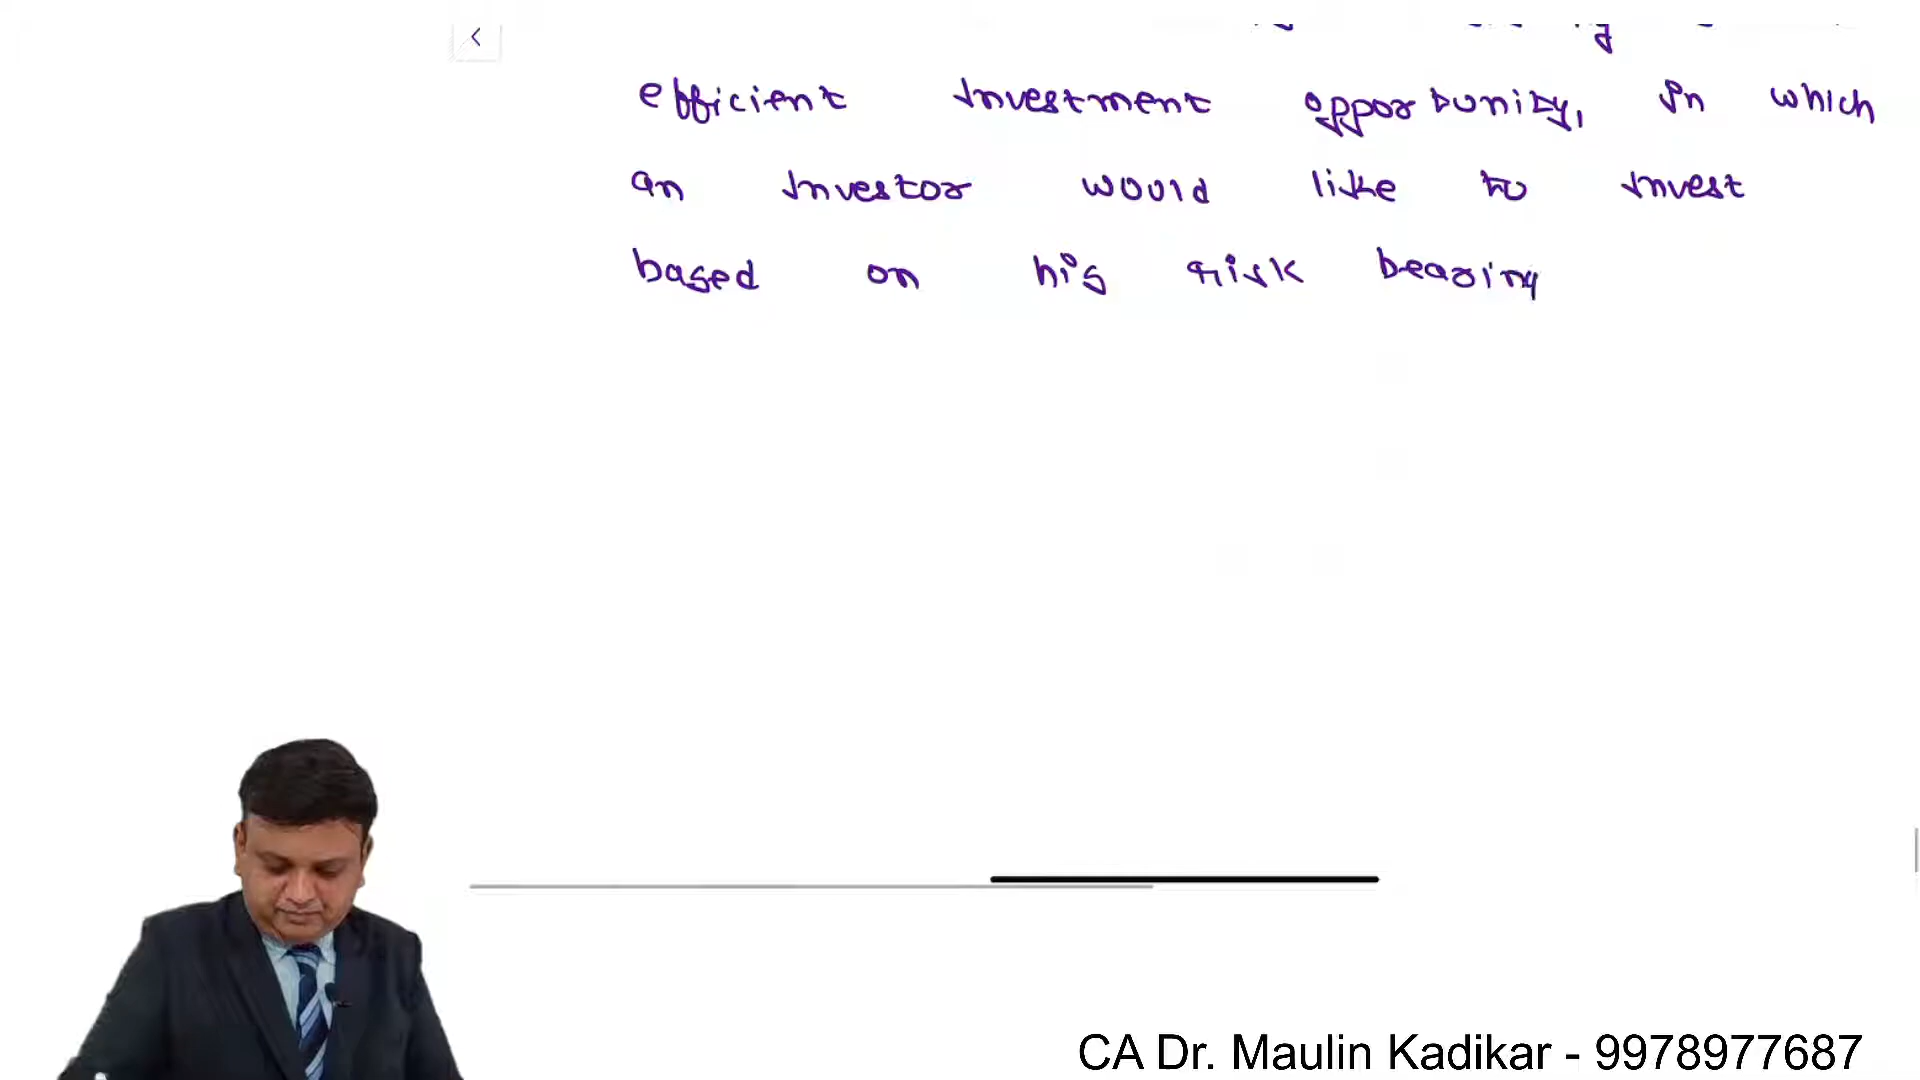 efficient investment opportunity, in which
an investor would like to invest
based on his risk bearing
CA Dr. Maulin Kadikar - 9978977687